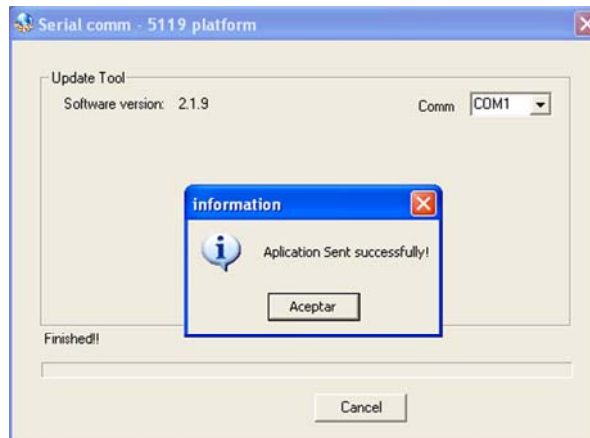 Serial comm - 5119 platform
Update Tool
Software version: 2.1.9
Comm COM1
information
Aplication Sent successfully!
Aceptar
Finished!!
Cancel